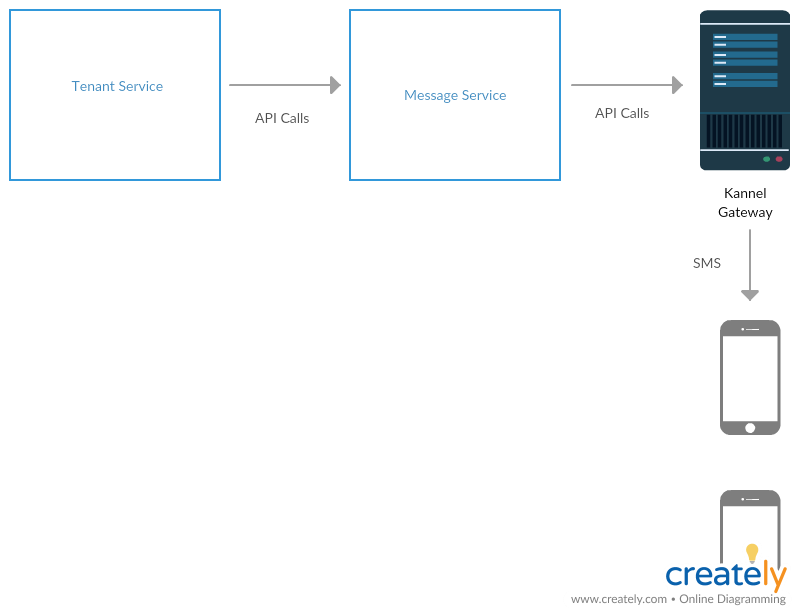 Tenant Service
Message Service
API Calls
API Calls
Kannel
Gateway
SMS
creately
www.creately.com • Online Diagramming